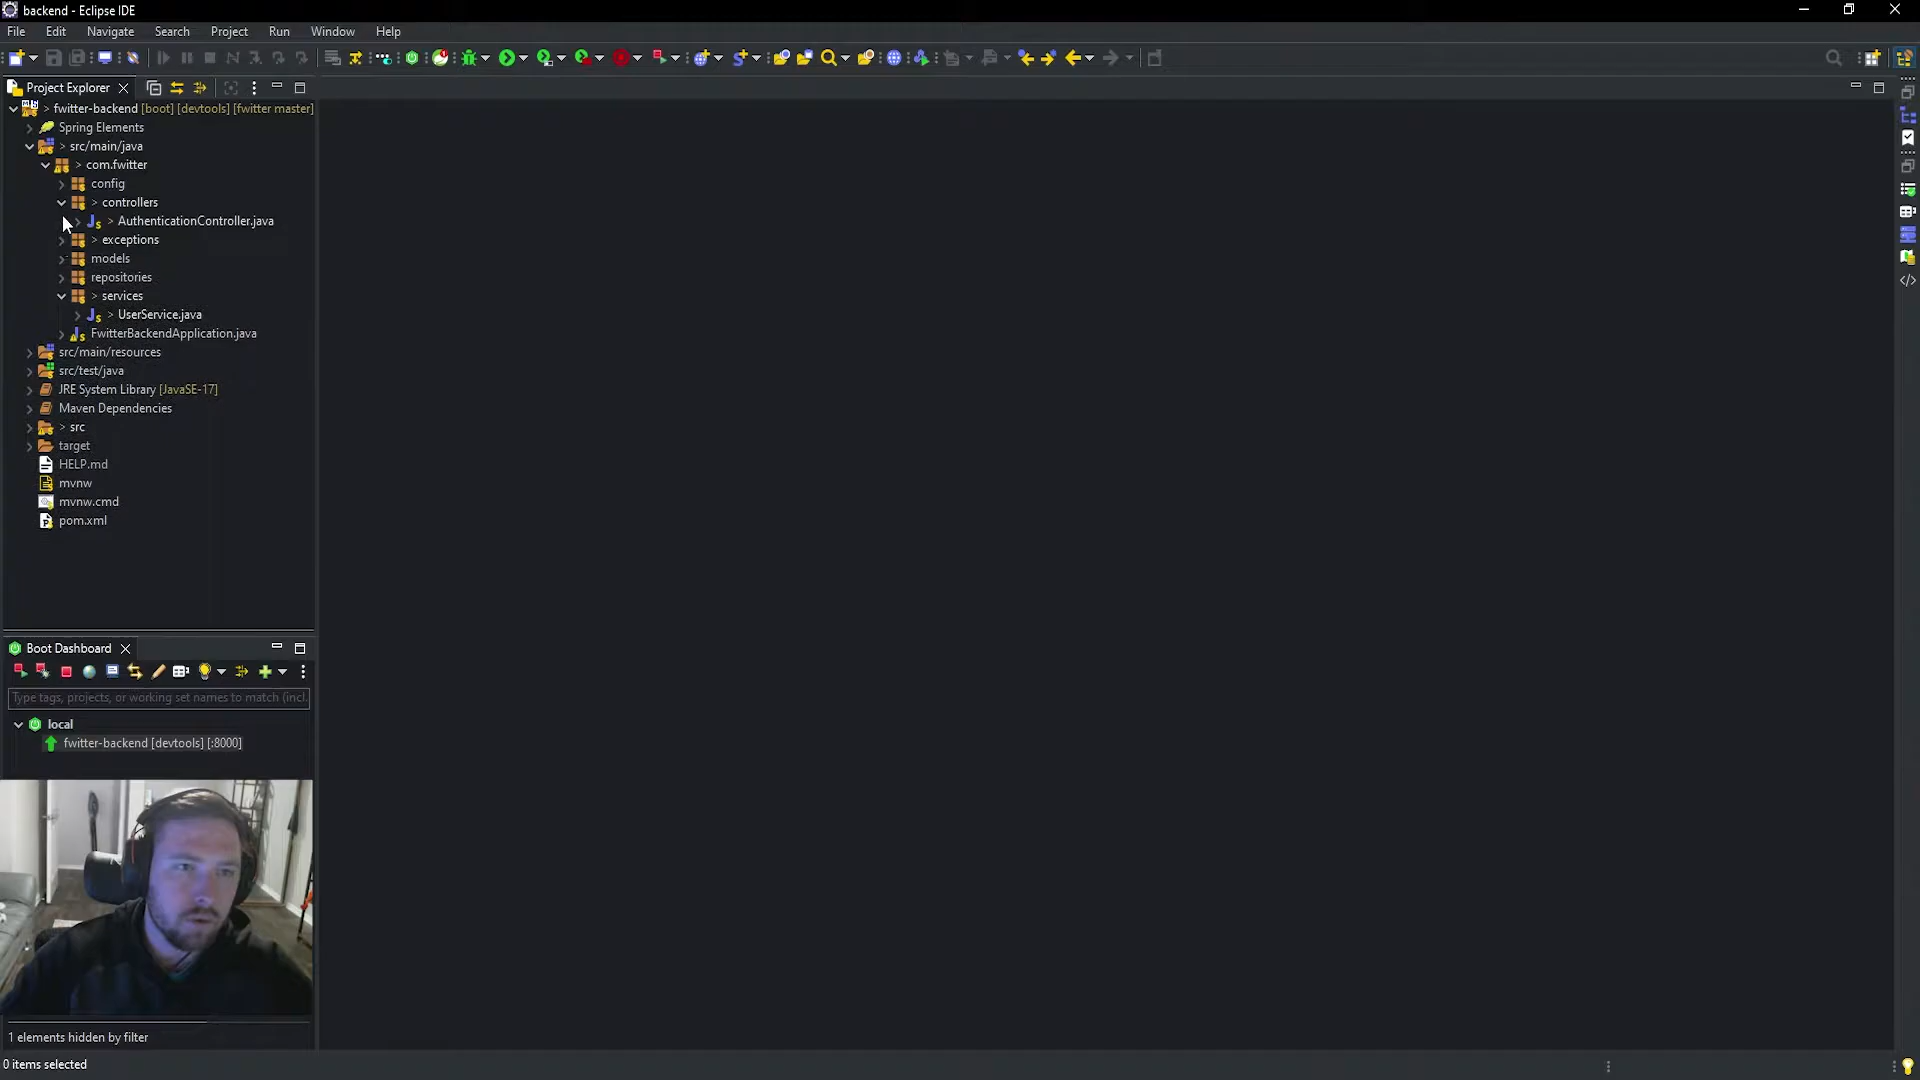 backend - Eclipse IDE
File Edit Navigate Search Project Run Window Help
Project Explorer
> fwitter-backend [boot] [devtools] [fwitter master]
Spring Elements
> src/main/java
> com.fwitter
config
> controllers
> AuthenticationController.java
> exceptions
models
repositories
> services
> UserService.java
FwitterBackendApplication.java
src/main/resources
src/test/java
JRE System Library [JavaSE-17]
Maven Dependencies
> src
target
HELP.md
mvnw
mvnw.cmd
pom.xml
Boot Dashboard
Type tags, projects, or working set names to match (incl.
local
fwitter-backend [devtools] [:8000]
1 elements hidden by filter
0 items selected